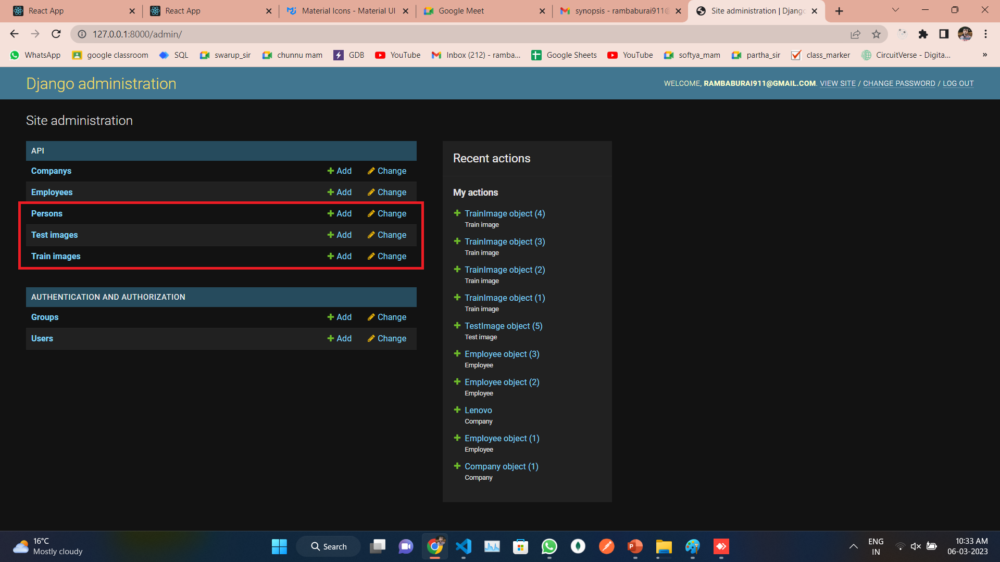 React App
React App
Material Icons - Material UI
Google Meet
synopsis - rambaburai911@
Site administration | Django
127.0.0.1:8000/admin/
WhatsApp
google classroom
SQL
swarup_sir
chunnu mam
GDB
YouTube
Inbox (212) - ramba...
Google Sheets
YouTube
softya_mam
partha_sir
class_marker
CircuitVerse - Digita...
»
Django administration
WELCOME, RAMBABURAI911@GMAIL.COM. VIEW SITE / CHANGE PASSWORD / LOG OUT
Site administration
API
Companys Add Change
Employees Add Change
Persons Add Change
Test images Add Change
Train images Add Change
AUTHENTICATION AND AUTHORIZATION
Groups Add Change
Users Add Change
Recent actions
My actions
TrainImage object (4)
Train image
TrainImage object (3)
Train image
TrainImage object (2)
Train image
TrainImage object (1)
Train image
TestImage object (5)
Test image
Employee object (3)
Employee
Employee object (2)
Employee
Lenovo
Company
Employee object (1)
Employee
Company object (1)
Company
16°C
Mostly cloudy
Search
P
ENG
IN
10:33 AM
06-03-2023